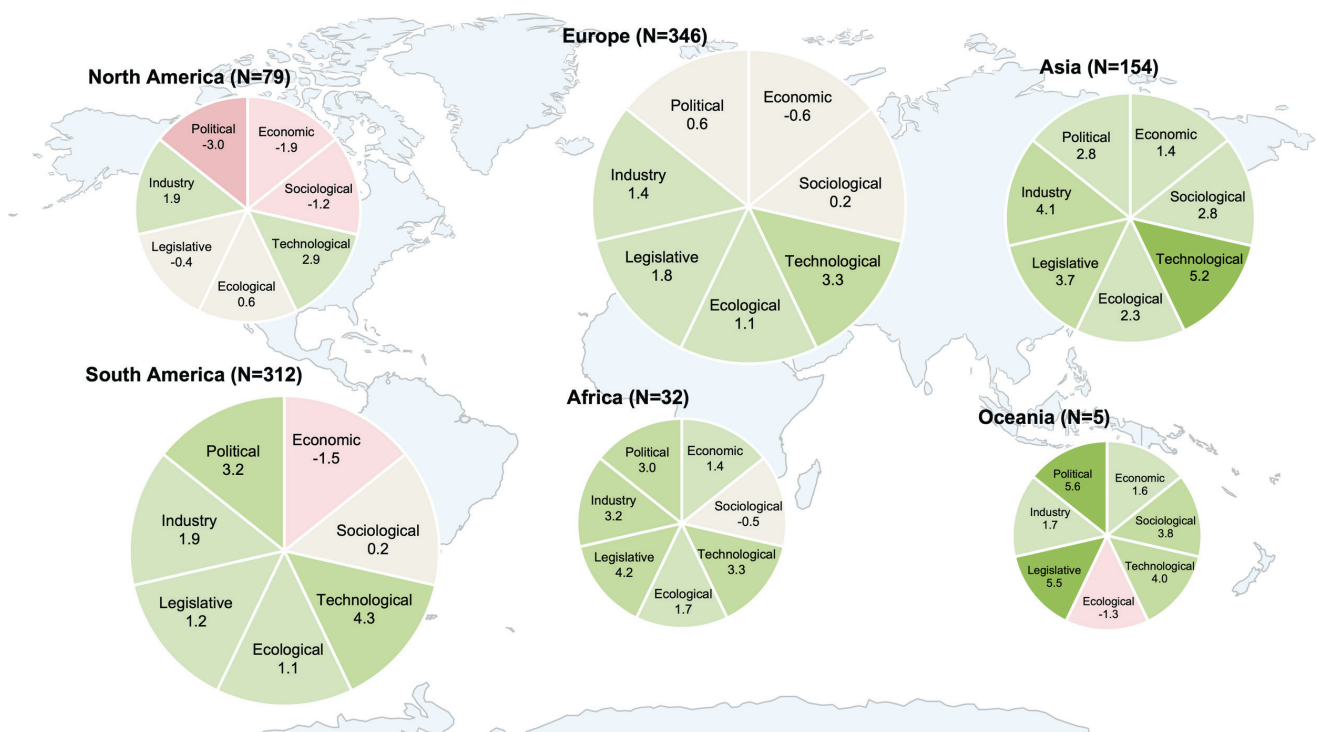 North America (N=79)
Political
-3.0
Economic
-1.9
Sociological
-1.2
Technological
2.9
Ecological
0.6
Legislative
-0.4
Industry
1.9
Europe (N=346)
Political
0.6
Economic
-0.6
Sociological
0.2
Technological
3.3
Ecological
1.1
Legislative
1.8
Industry
1.4
Asia (N=154)
Political
2.8
Economic
1.4
Sociological
2.8
Technological
5.2
Ecological
2.3
Legislative
3.7
Industry
4.1
South America (N=312)
Political
3.2
Economic
-1.5
Sociological
0.2
Technological
4.3
Ecological
1.1
Legislative
1.2
Industry
1.9
Africa (N=32)
Political
3.0
Economic
1.4
Sociological
-0.5
Technological
3.3
Ecological
1.7
Legislative
4.2
Industry
3.2
Oceania (N=5)
Political
5.6
Economic
1.6
Sociological
3.8
Technological
4.0
Ecological
-1.3
Legislative
5.5
Industry
1.7